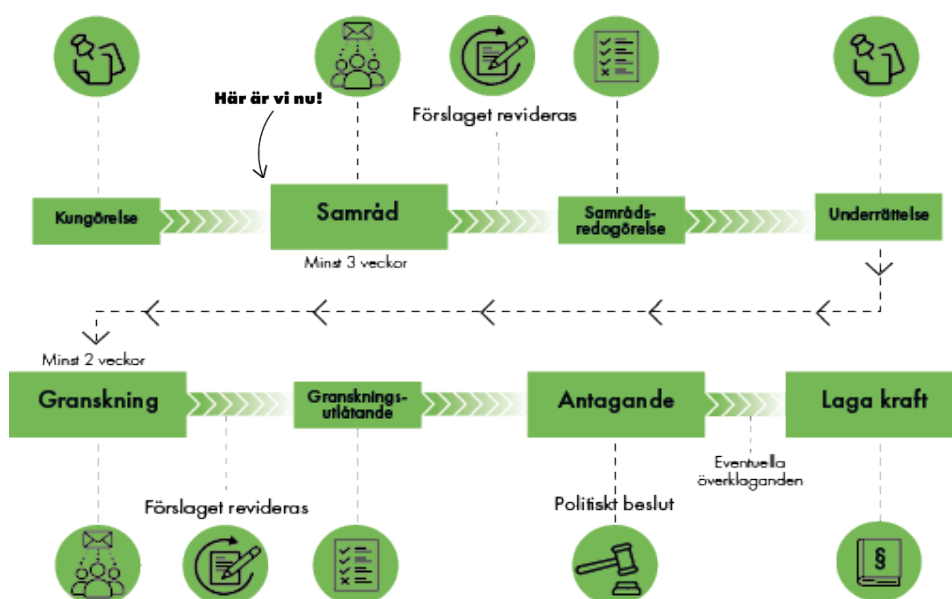 Här är vi nu!
Förslaget revideras
Kungörelse
Samråd
Samråds-
redogörelse
Underrättelse
Minst 3 veckor
Minst 2 veckor
Granskning
Gransknings-
utlåtande
Antagande
Laga kraft
Eventuella
överklaganden
Förslaget revideras
Politiskt beslut
§